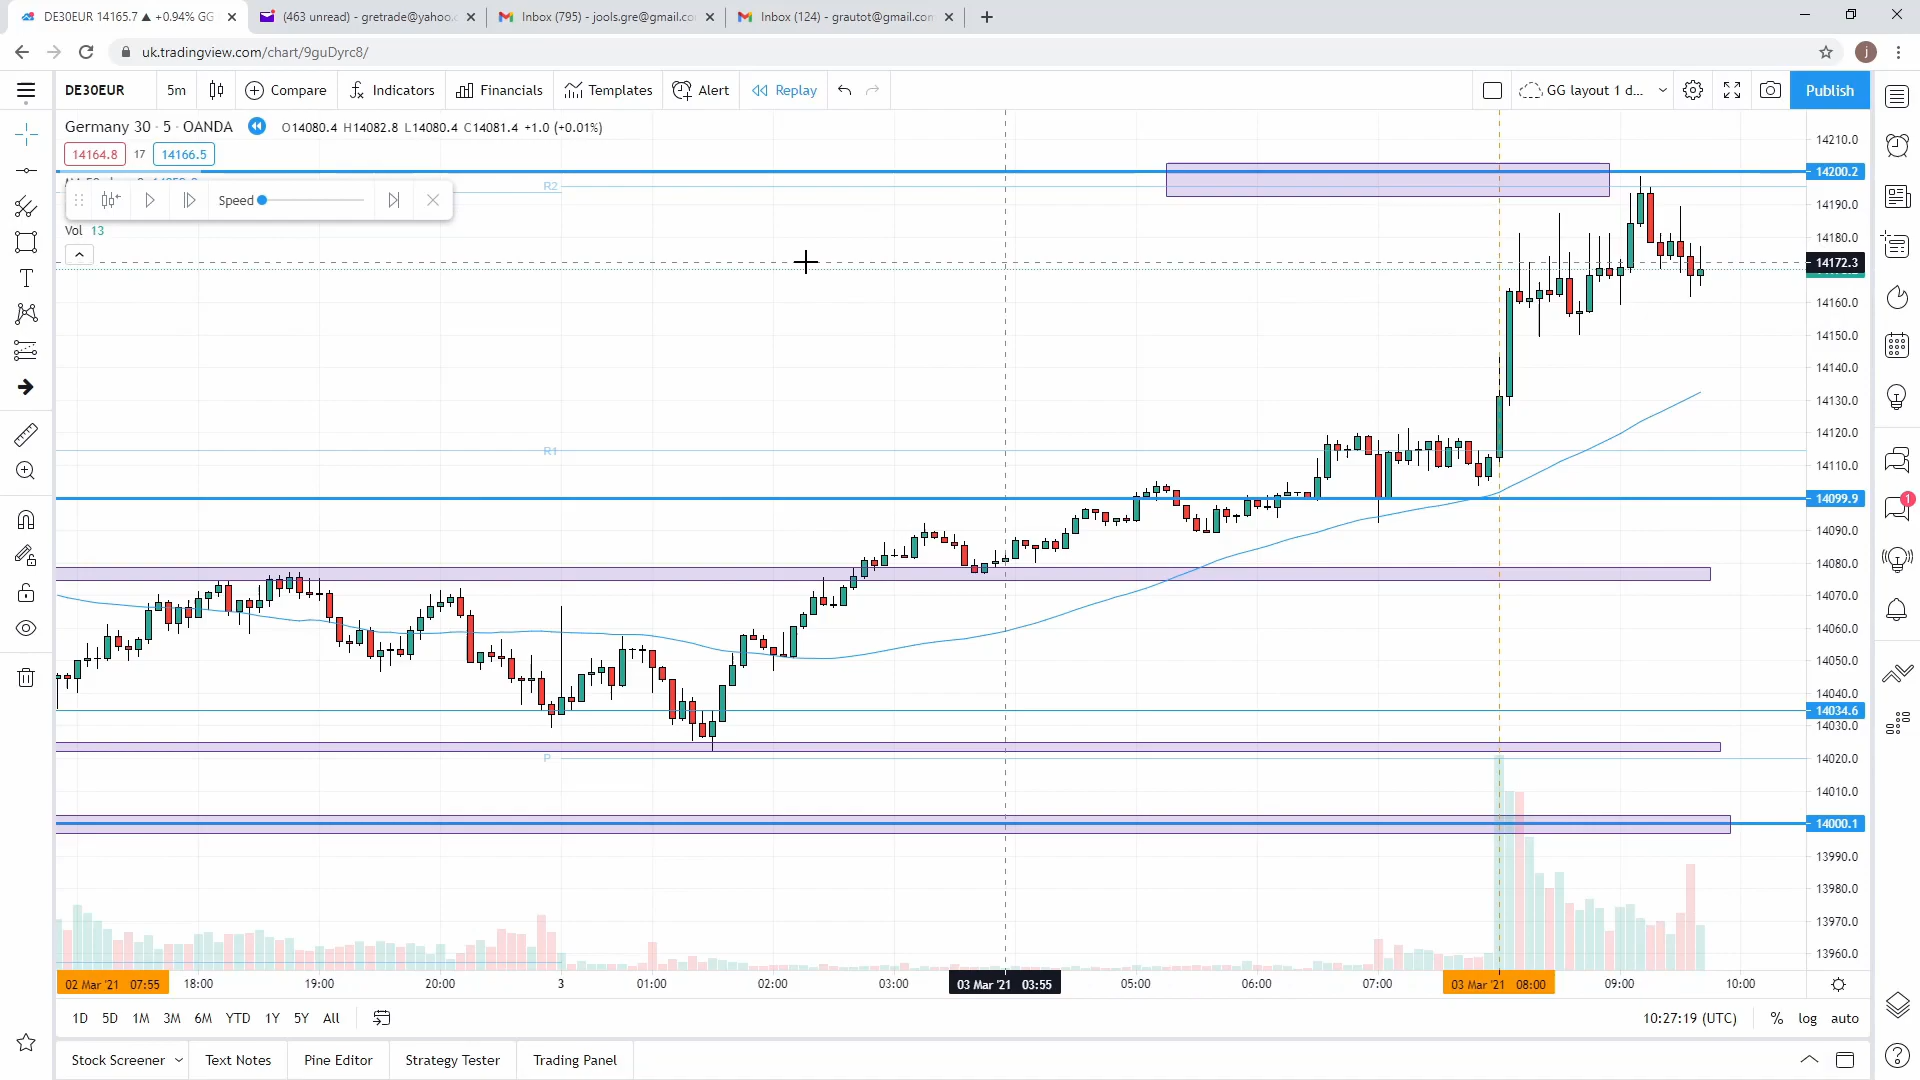 DE30EUR 14165.7 ▲ +0.94% GG
(463 unread) - gretrade@yahoo.c
Inbox (795) - jools.gre@gmail.co
Inbox (124) - grautot@gmail.com
uk.tradingview.com/chart/9guDyrc8/
j
DE30EUR 5m Compare Indicators Financials Templates Alert Replay GG layout 1 d... Publish
Germany 30 · 5 · OANDA O14080.4 H14082.8 L14080.4 C14081.4 +1.0 (+0.01%)
14164.8 17 14166.5
Speed
Vol 13
R2
R1
P
14210.0
14200.2
14190.0
14180.0
14172.3
14160.0
14150.0
14140.0
14130.0
14120.0
14110.0
14099.9
14090.0
14080.0
14070.0
14060.0
14050.0
14040.0
14034.6
14030.0
14020.0
14010.0
14000.1
13990.0
13980.0
13970.0
13960.0
1
02 Mar '21 07:55 18:00 19:00 20:00 3 01:00 02:00 03:00 03 Mar '21 03:55 05:00 06:00 07:00 03 Mar '21 08:00 09:00 10:00
1D 5D 1M 3M 6M YTD 1Y 5Y All 10:27:19 (UTC) % log auto
Stock Screener Text Notes Pine Editor Strategy Tester Trading Panel